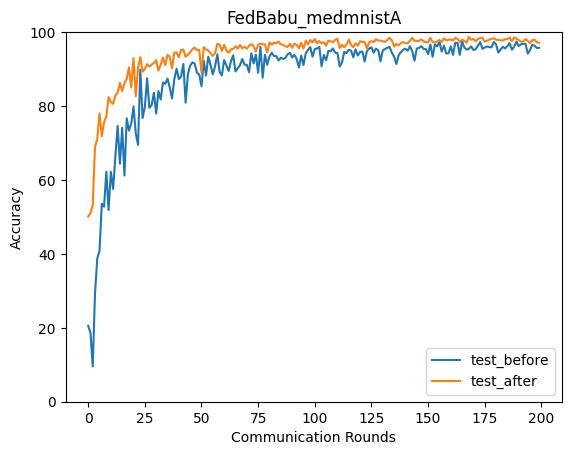 FedBabu_medmnistA
Accuracy
100
80
60
40
20
0
0 25 50 75 100 125 150 175 200
Communication Rounds
test_before
test_after